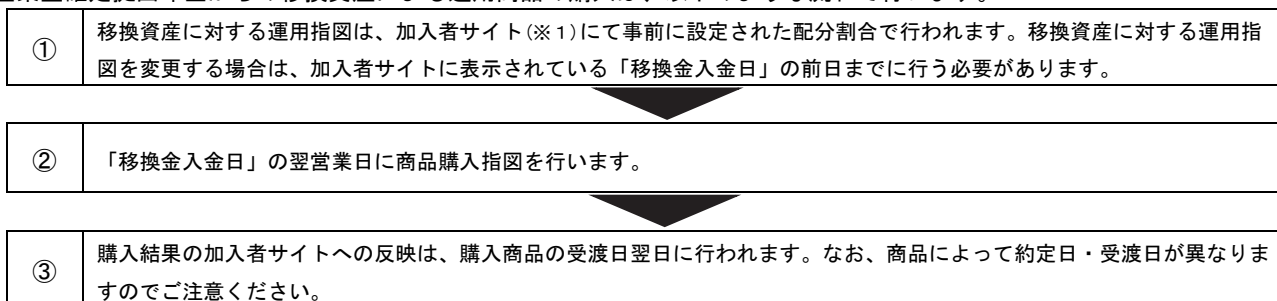 ①
移換資産に対する運用指図は、加入者サイト(※1)にて事前に設定された配分割合で行われます。移換資産に対する運用指
図を変更する場合は、加入者サイトに表示されている「移換金入金日」の前日までに行う必要があります。
②
「移換金入金日」の翌営業日に商品購入指図を行います。
③
購入結果の加入者サイトへの反映は、購入商品の受渡日翌日に行われます。なお、商品によって約定日・受渡日が異なりま
すのでご注意ください。